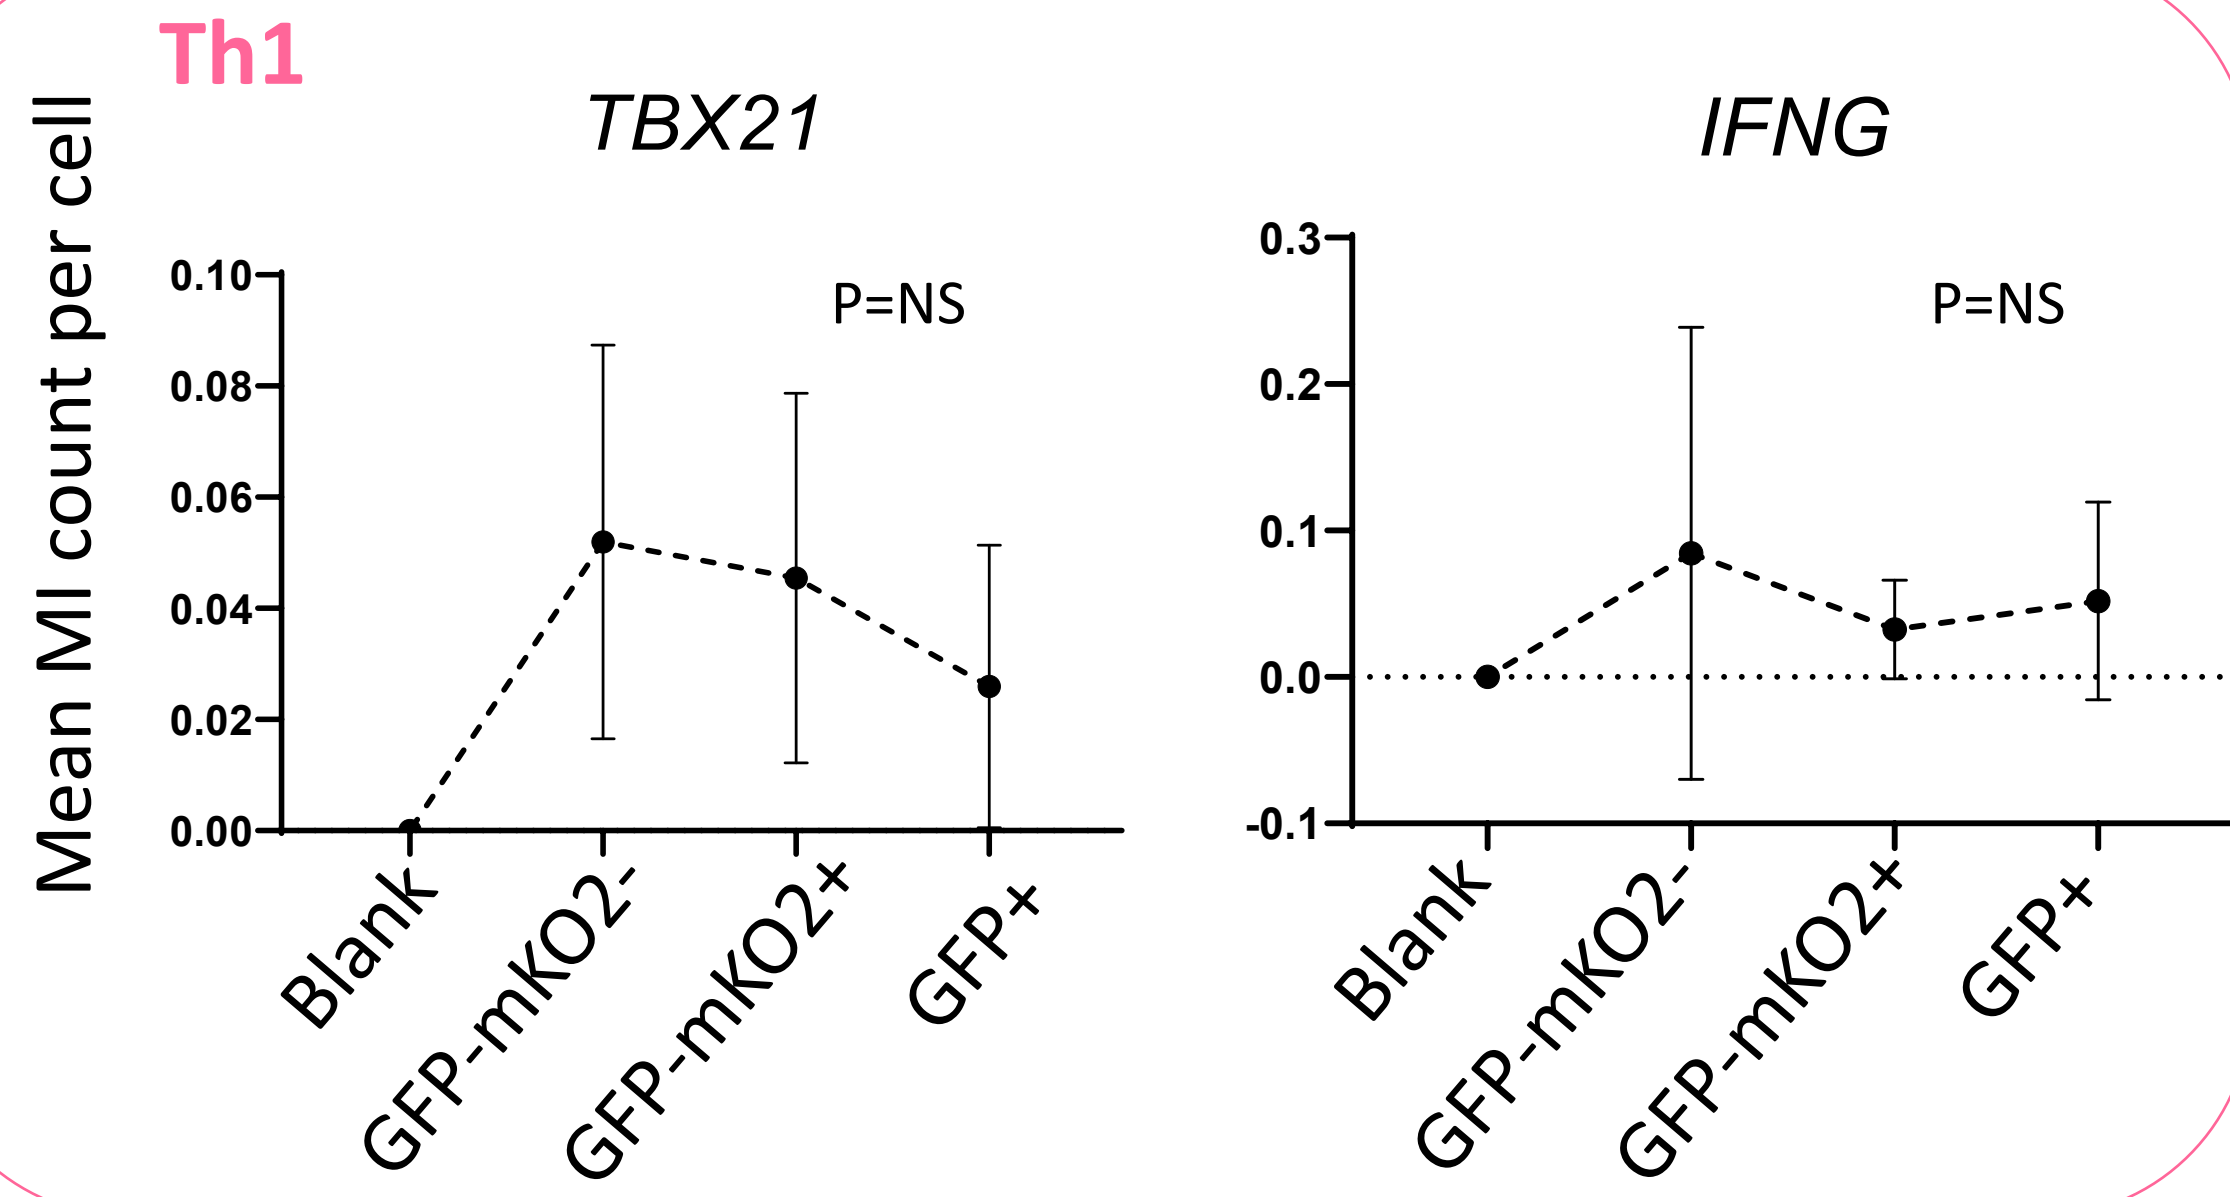 Th1
Mean MI count per cell
TBX21
P=NS
0.10
0.08
0.06
0.04
0.02
0.00
Blank
GFP-mKO2-
GFP-mKO2+
GFP+
IFNG
P=NS
0.3
0.2
0.1
0.0
-0.1
Blank
GFP-mKO2-
GFP-mKO2+
GFP+